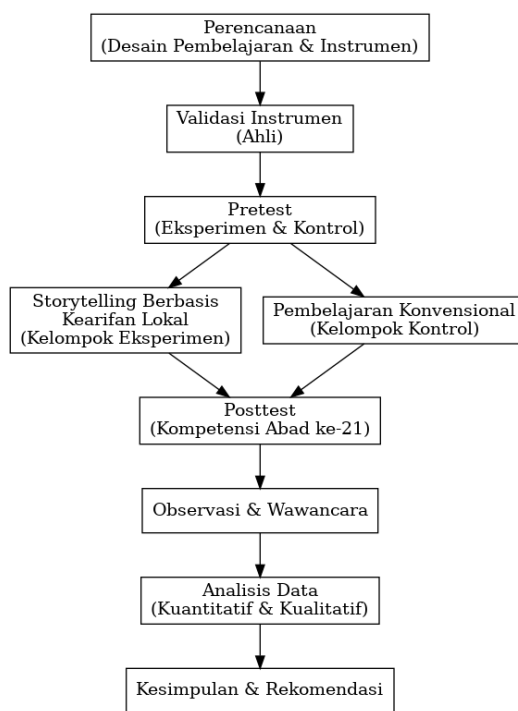 Perencanaan
(Desain Pembelajaran & Instrumen)
Validasi Instrumen
(Ahli)
Pretest
(Eksperimen & Kontrol)
Storytelling Berbasis
Kearifan Lokal
(Kelompok Eksperimen)
Pembelajaran Konvensional
(Kelompok Kontrol)
Posttest
(Kompetensi Abad ke-21)
Observasi & Wawancara
Analisis Data
(Kuantitatif & Kualitatif)
Kesimpulan & Rekomendasi